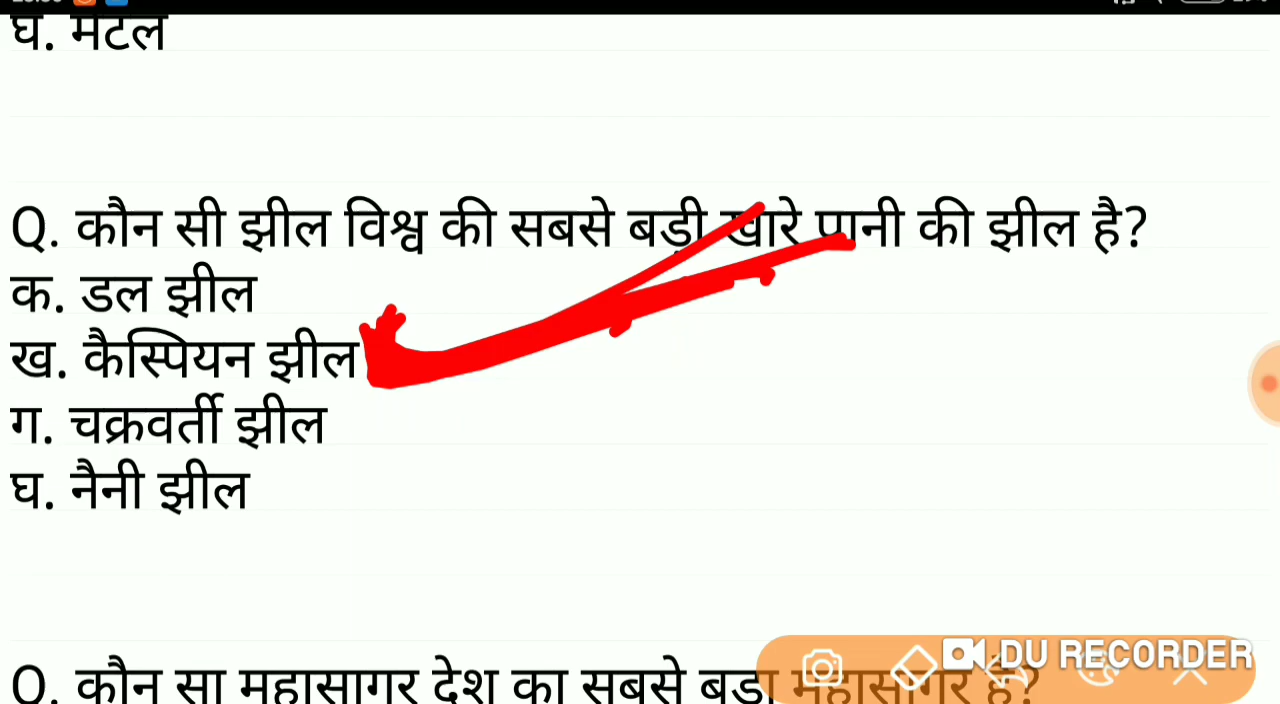 घ. मेंटल
Q. कौन सी झील विश्व की सबसे बड़ी खारे पानी की झील है?
क. डल झील
ख. कैस्पियन झील
ग. चक्रवर्ती झील
घ. नैनी झील
Q. कौन सा महासागर देश का सबसे बड़ा महासागर है?
DU RECORDER